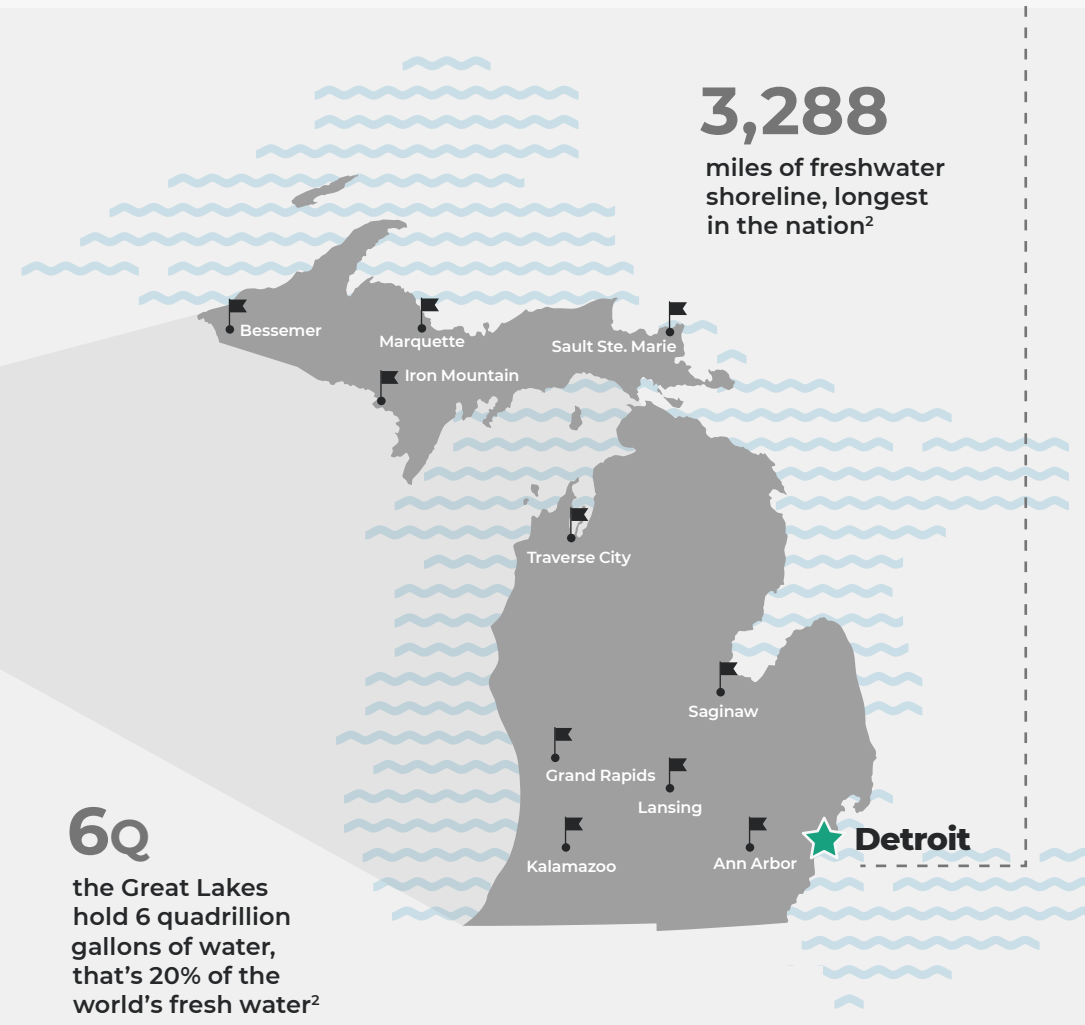 3,288
miles of freshwater
shoreline, longest
in the nation²
Bessemer
Marquette
Sault Ste. Marie
Iron Mountain
Traverse City
Saginaw
Grand Rapids
Lansing
Kalamazoo
Ann Arbor
Detroit
6Q
the Great Lakes
hold 6 quadrillion
gallons of water,
that’s 20% of the
world’s fresh water²